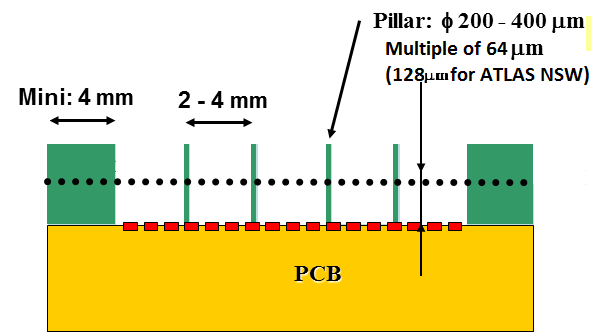 Pillar: ϕ 200 - 400 μm
Multiple of 64 μm
(128μm for ATLAS NSW)
Mini: 4 mm
2 - 4 mm
PCB